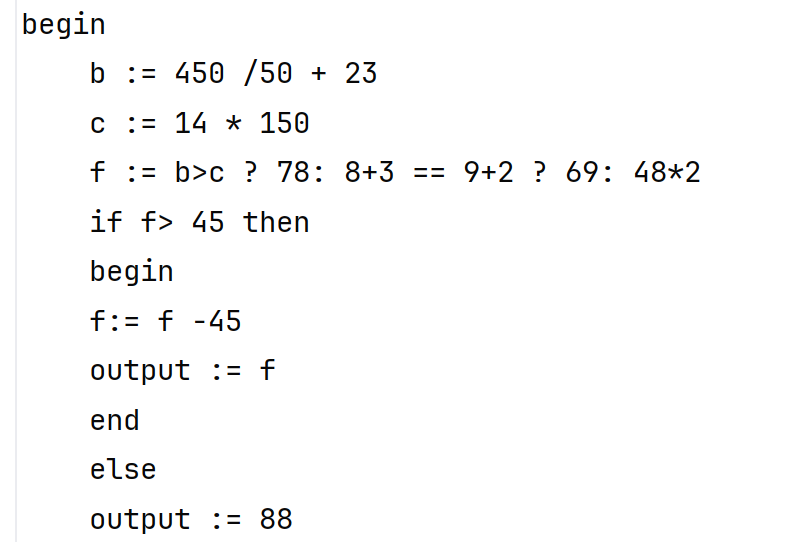 begin
b := 450 /50 + 23
c := 14 * 150
f := b>c ? 78: 8+3 == 9+2 ? 69: 48*2
if f> 45 then
begin
f:= f -45
output := f
end
else
output := 88